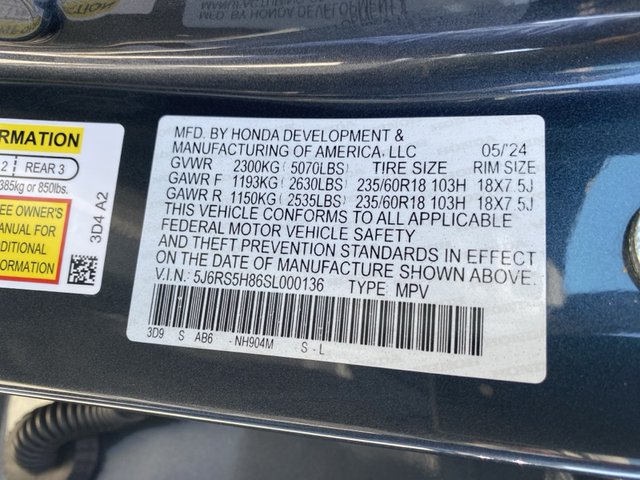 MFD. BY HONDA DEVELOPMENT &
MANUFACTURING OF AMERICA, LLC 05/24
GVWR 2300KG (5070LBS) TIRE SIZE RIM SIZE
GAWR F 1193KG (2630LBS) 235/60R18 103H 18X7.5J
GAWR R 1150KG (2535LBS) 235/60R18 103H 18X7.5J
THIS VEHICLE CONFORMS TO ALL APPLICABLE
FEDERAL MOTOR VEHICLE SAFETY
AND THEFT PREVENTION STANDARDS IN EFFECT
ON THE DATE OF MANUFACTURE SHOWN ABOVE.
V.I.N.: 5J6RS5H86SL000136 TYPE: MPV
3D9 S AB6 -NH904M S - L
ORMATION
2 REAR 3
385kg or 850lbs.
EE OWNER'S
MANUAL FOR
DDITIONAL
FORMATION
3D4 A2